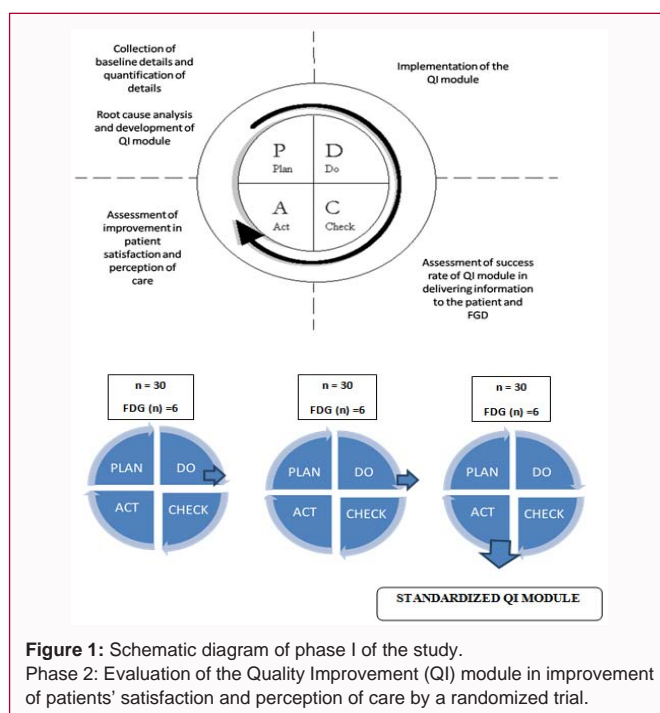 Collection of
baseline details and
quantification of
details
Root cause analysis
and development of
QI module
Implementation of the
QI module
P
Plan
D
Do
A
Act
C
Check
Assessment of
improvement in
patient
satisfaction and
perception of
care
Assessment of success
rate of QI module in
delivering information
to the patient and
FGD
n = 30
FDG (n) =6
PLAN
DO
ACT
CHECK
n = 30
FDG (n) =6
PLAN
DO
ACT
CHECK
n = 30
FDG (n) =6
PLAN
DO
ACT
CHECK
STANDARDIZED QI MODULE
Figure 1: Schematic diagram of phase I of the study.
Phase 2: Evaluation of the Quality Improvement (QI) module in improvement
of patients' satisfaction and perception of care by a randomized trial.